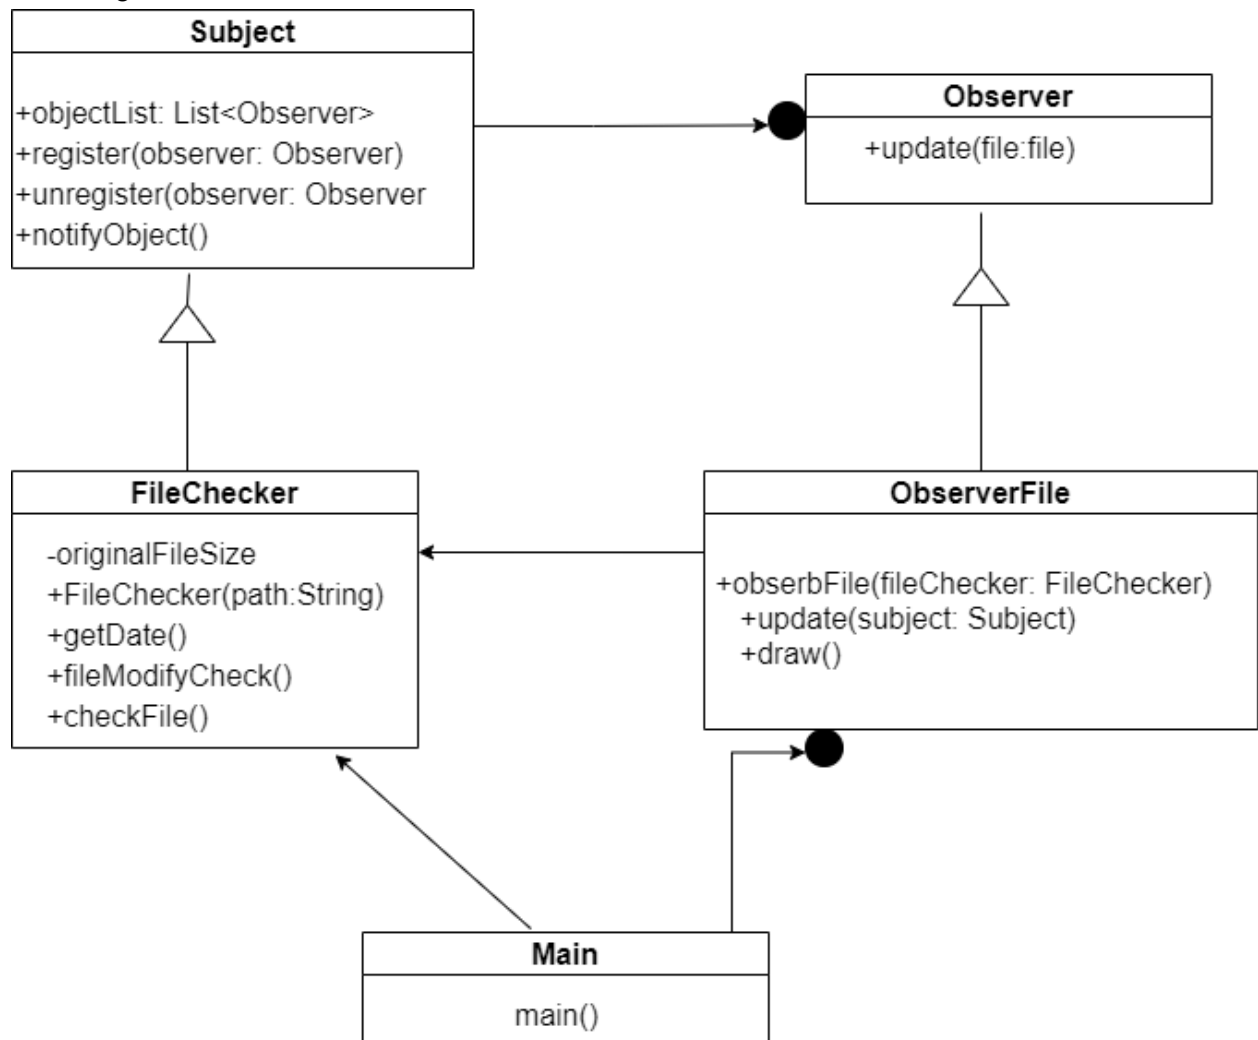 Subject
+objectList: List<Observer>
+register(observer: Observer)
+unregister(observer: Observer
+notifyObject()
Observer
+update(file:file)
FileChecker
-originalFileSize
+FileChecker(path:String)
+getDate()
+fileModifyCheck()
+checkFile()
ObserverFile
+obserbFile(fileChecker: FileChecker)
+update(subject: Subject)
+draw()
Main
main()